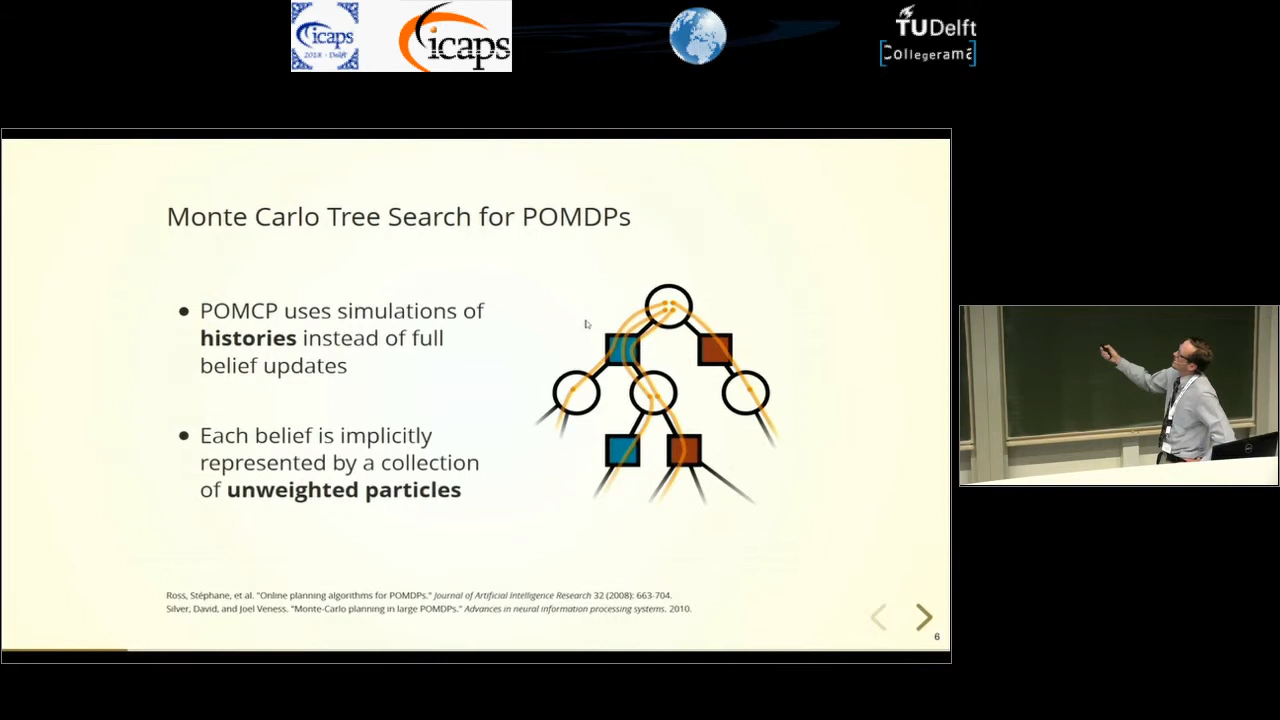 icaps
2018 - Delft
icaps
TUDelft
Collegerama
Monte Carlo Tree Search for POMDPs
• POMCP uses simulations of
histories instead of full
belief updates
• Each belief is implicitly
represented by a collection
of unweighted particles
Ross, Stéphane, et al. "Online planning algorithms for POMDPs." Journal of Artificial Intelligence Research 32 (2008): 663-704.
Silver, David, and Joel Veness. "Monte-Carlo planning in large POMDPs." Advances in neural information processing systems. 2010.
6